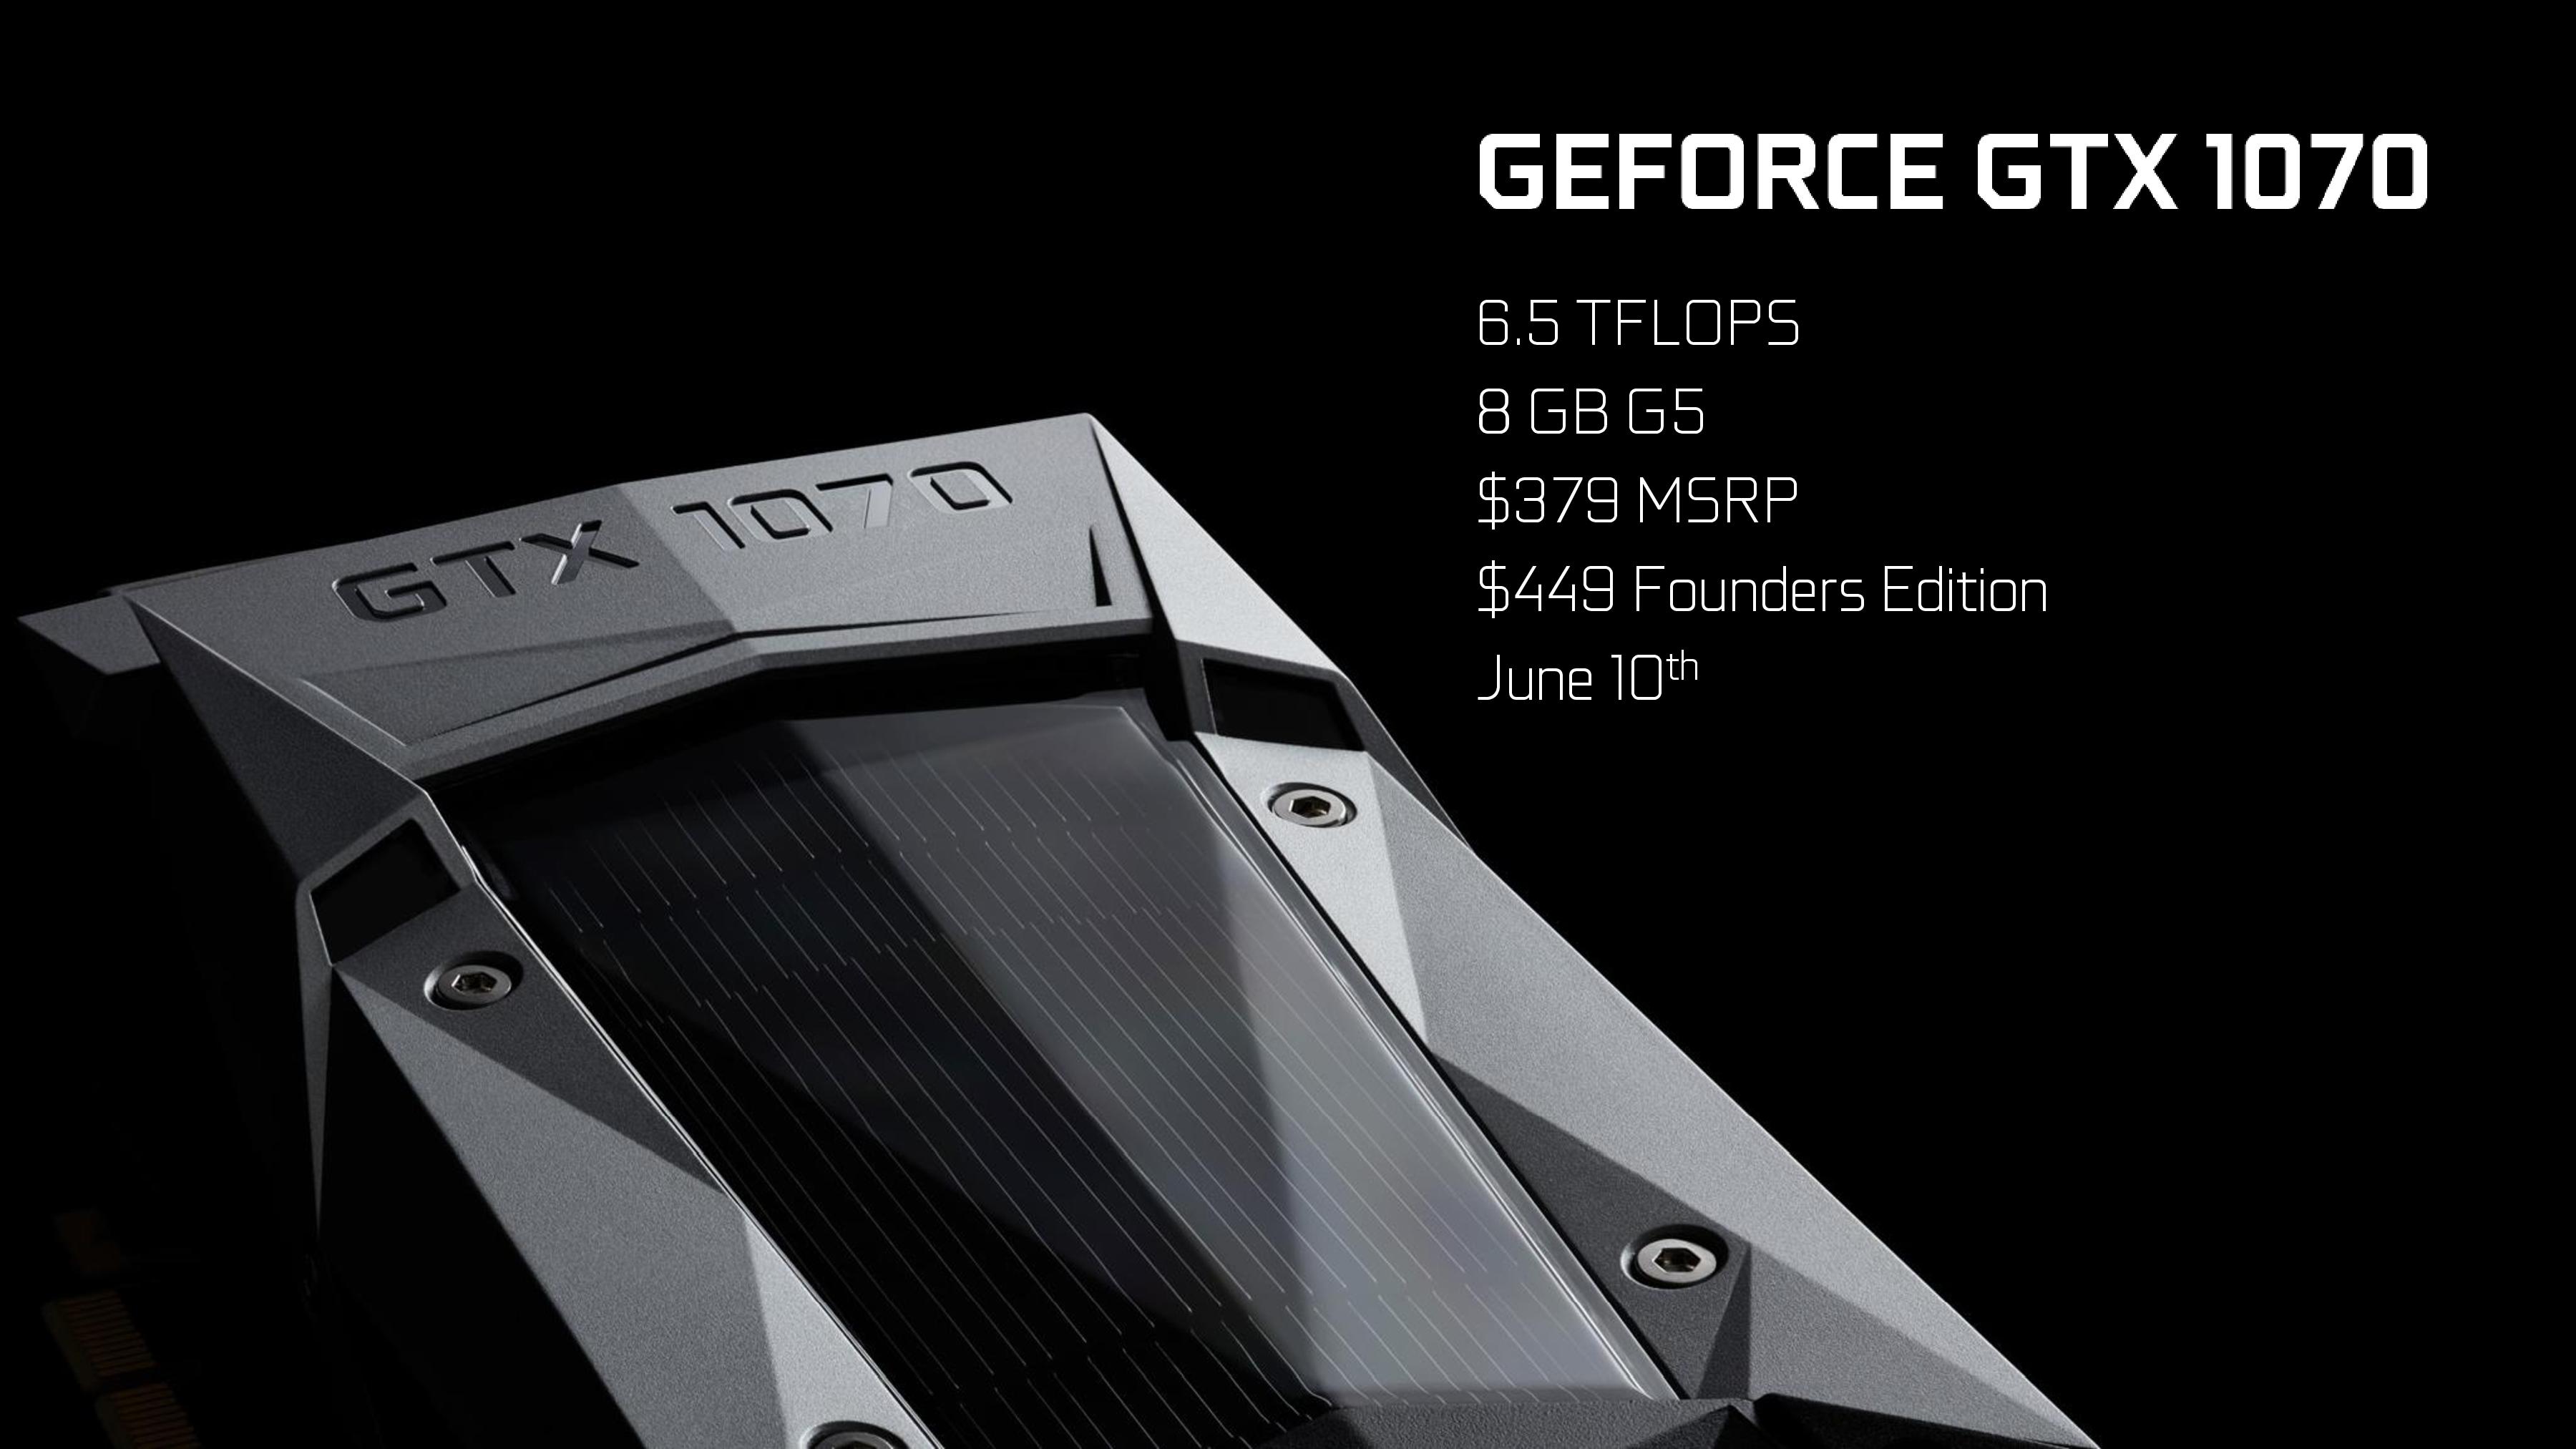 GEFORCE GTX 1070
6.5 TFLOPS
8 GB G5
$379 MSRP
$449 Founders Edition
June 10th
GTX 1070